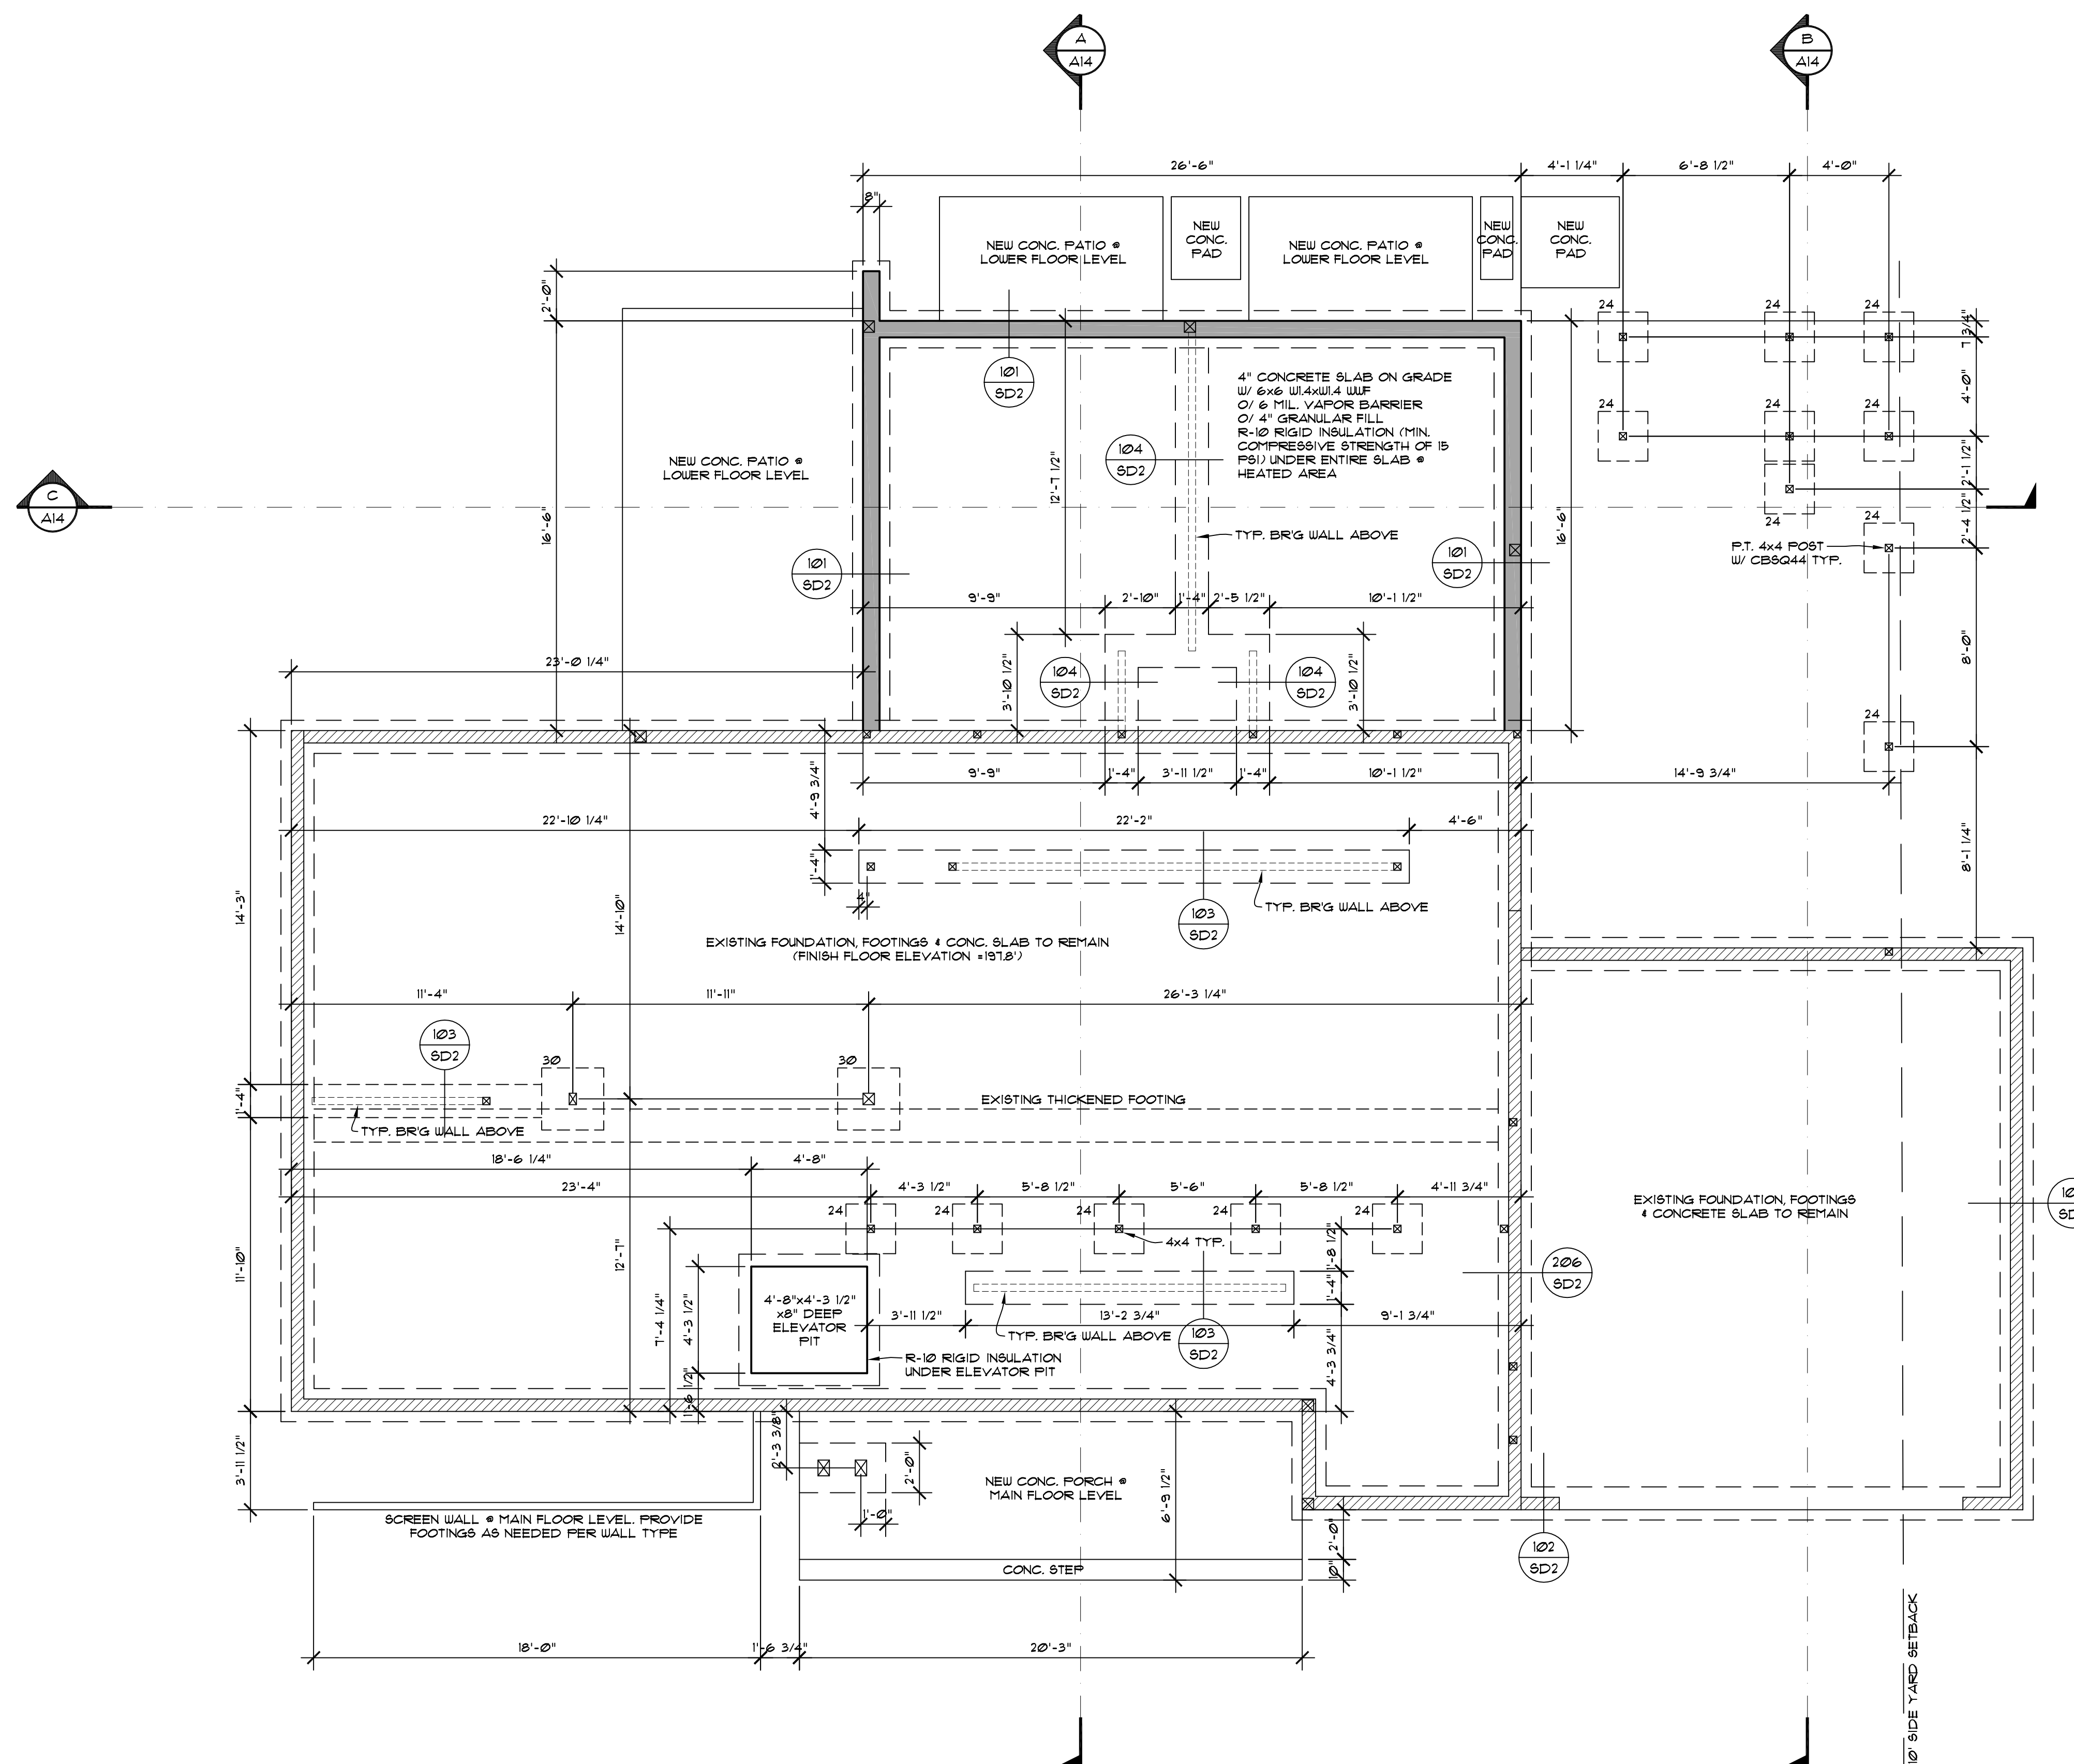 A
A14
B
A14
26'-6"
4'-1 1/4"
6'-8 1/2"
4'-0"
8"
NEW CONC. PATIO @
LOWER FLOOR LEVEL
NEW
CONC.
PAD
NEW CONC. PATIO @
LOWER FLOOR LEVEL
NEW
CONC.
PAD
NEW
CONC.
PAD
2'-0"
24
24
24
7 3/4"
101
SD2
4" CONCRETE SLAB ON GRADE
W/ 6x6 W1.4xW1.4 WWF
O/ 6 MIL. VAPOR BARRIER
O/ 4" GRANULAR FILL
R-10 RIGID INSULATION (MIN.
COMPRESSIVE STRENGTH OF 15
PSI) UNDER ENTIRE SLAB @
HEATED AREA
4'-0"
24
24
24
104
SD2
NEW CONC. PATIO @
LOWER FLOOR LEVEL
12'-7 1/2"
2'-1 1/2"
C
A14
16'-6"
16'-6"
24
24
2'-4 1/2"
TYP. BR'G WALL ABOVE
P.T. 4x4 POST
W/ CBSQ44 TYP.
101
SD2
101
SD2
9'-9"
2'-10"
1'-4"
2'-5 1/2"
10'-1 1/2"
8'-0"
23'-0 1/4"
3'-10 1/2"
104
SD2
104
SD2
3'-10 1/2"
24
9'-9"
1'-4"
3'-11 1/2"
1'-4"
10'-1 1/2"
14'-9 3/4"
4'-9 3/4"
22'-10 1/4"
22'-2"
4'-6"
8'-1 1/4"
1'-4"
4"
TYP. BR'G WALL ABOVE
103
SD2
14'-3"
14'-10"
EXISTING FOUNDATION, FOOTINGS & CONC. SLAB TO REMAIN
(FINISH FLOOR ELEVATION =197.8')
11'-4"
11'-11"
26'-3 1/4"
103
SD2
30
30
1'-4"
EXISTING THICKENED FOOTING
TYP. BR'G WALL ABOVE
18'-6 1/4"
4'-8"
23'-4"
4'-3 1/2"
5'-8 1/2"
5'-6"
5'-8 1/2"
4'-11 3/4"
EXISTING FOUNDATION, FOOTINGS
& CONCRETE SLAB TO REMAIN
24
24
24
24
24
4x4 TYP.
1'-8 1/2"
11'-10"
12'-7"
206
SD2
1'-4"
4'-8"x4'-3 1/2"
x8" DEEP
ELEVATOR
PIT
7'-4 1/4"
4'-3 1/2"
3'-11 1/2"
13'-2 3/4"
9'-1 3/4"
TYP. BR'G WALL ABOVE
103
SD2
R-10 RIGID INSULATION
UNDER ELEVATOR PIT
4'-3 3/4"
1'-6 1/2"
3'-11 1/2"
2'-3 3/8"
2'-0"
NEW CONC. PORCH @
MAIN FLOOR LEVEL
6'-9 1/2"
1'-0"
SCREEN WALL @ MAIN FLOOR LEVEL. PROVIDE
FOOTINGS AS NEEDED PER WALL TYPE
2'-0"
102
SD2
CONC. STEP
10"
18'-0"
1'-6 3/4"
20'-3"
10' SIDE YARD SETBACK